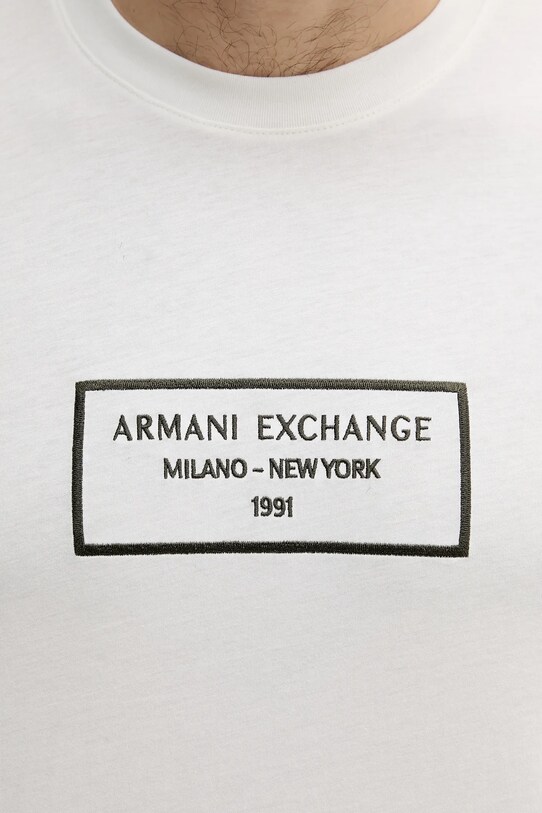 ARMANI EXCHANGE
MILANO - NEW YORK
1991